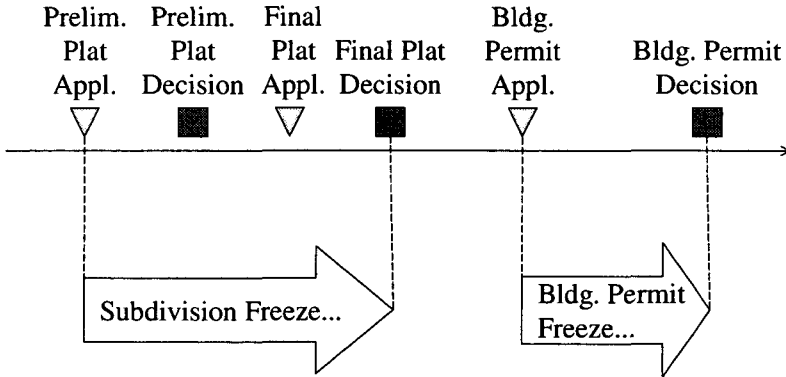 Prelim.
Plat
Appl.
Prelim.
Plat
Decision
Final
Plat
Appl.
Final Plat
Decision
Bldg.
Permit
Appl.
Bldg. Permit
Decision
Subdivision Freeze...
Bldg. Permit
Freeze...